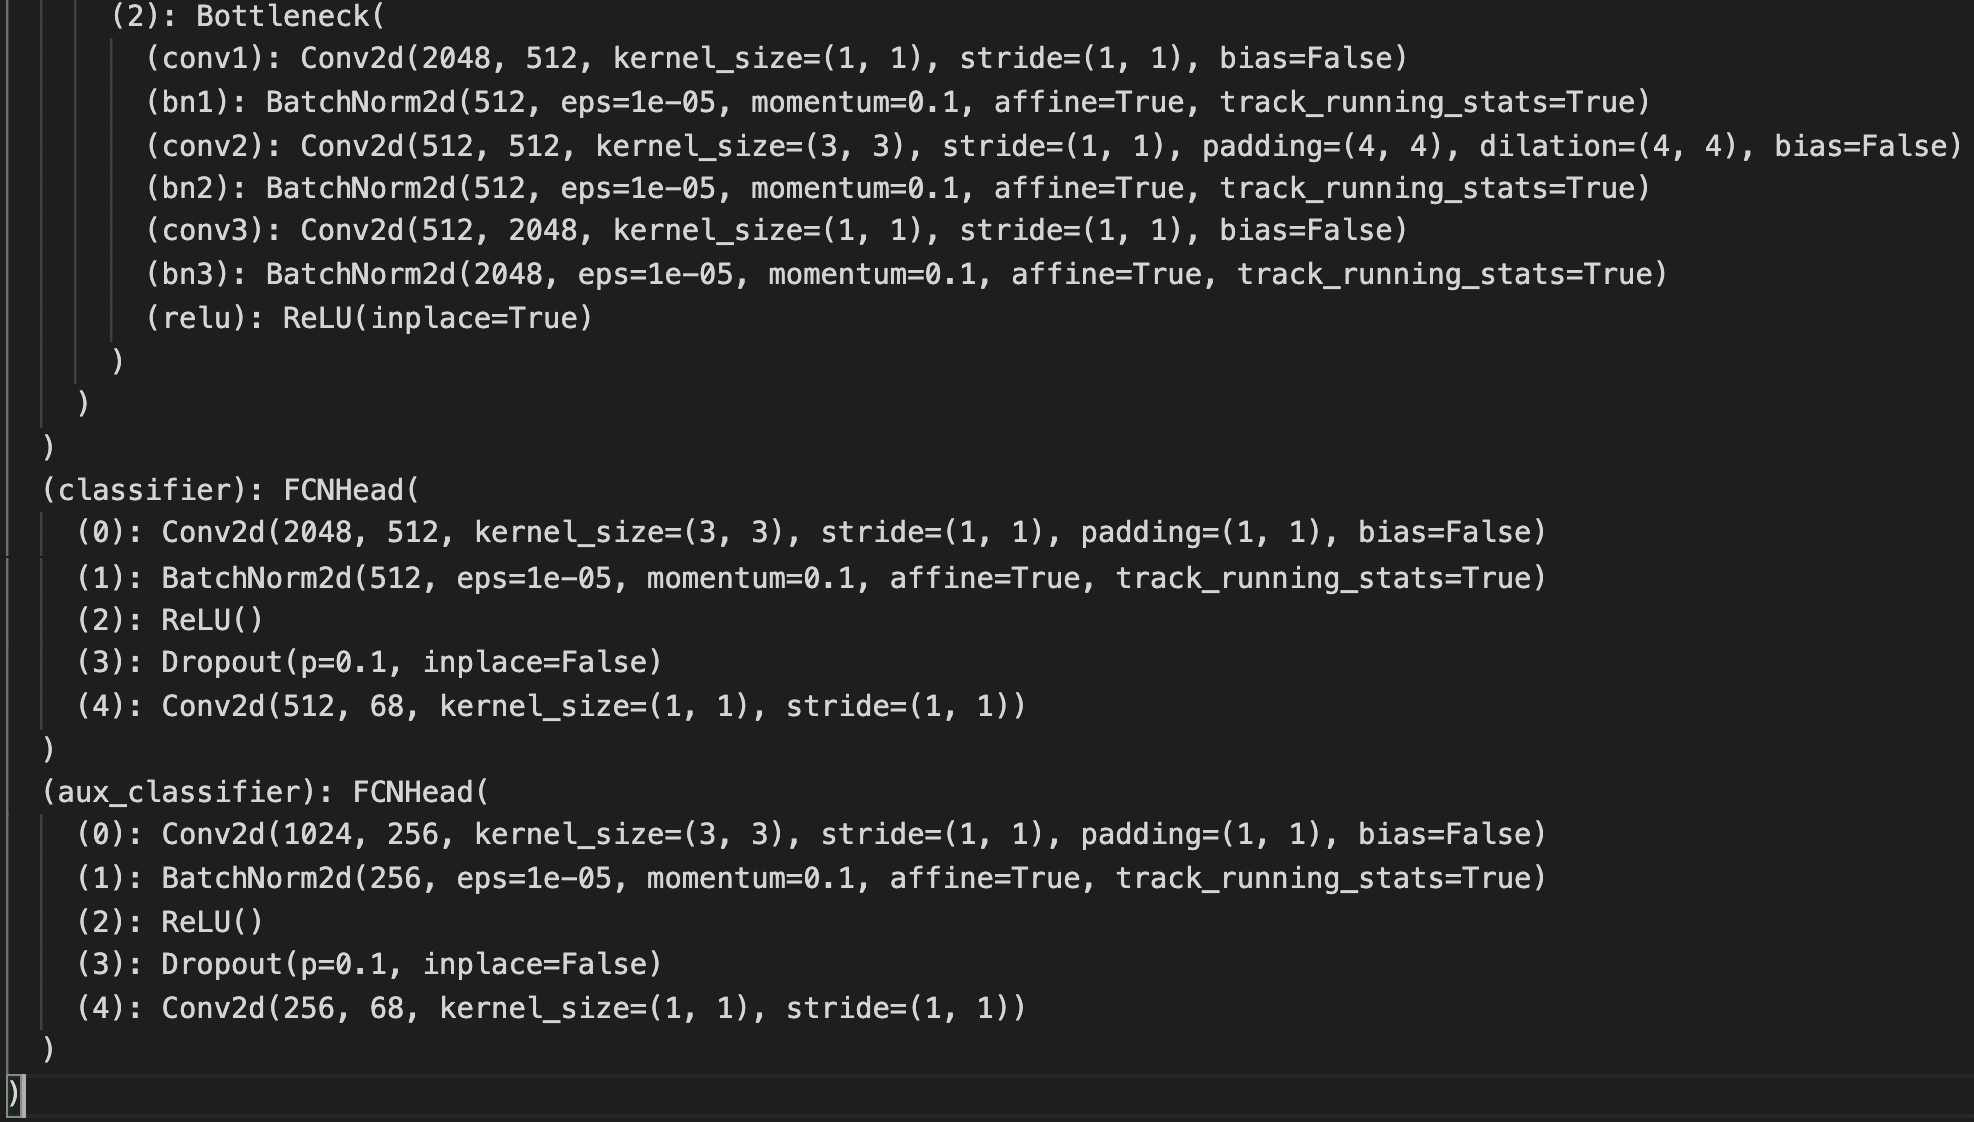 (2): Bottleneck(
(conv1): Conv2d(2048, 512, kernel_size=(1, 1), stride=(1, 1), bias=False)
(bn1): BatchNorm2d(512, eps=1e-05, momentum=0.1, affine=True, track_running_stats=True)
(conv2): Conv2d(512, 512, kernel_size=(3, 3), stride=(1, 1), padding=(4, 4), dilation=(4, 4), bias=False)
(bn2): BatchNorm2d(512, eps=1e-05, momentum=0.1, affine=True, track_running_stats=True)
(conv3): Conv2d(512, 2048, kernel_size=(1, 1), stride=(1, 1), bias=False)
(bn3): BatchNorm2d(2048, eps=1e-05, momentum=0.1, affine=True, track_running_stats=True)
(relu): ReLU(inplace=True)
)
)
)
(classifier): FCNHead(
(0): Conv2d(2048, 512, kernel_size=(3, 3), stride=(1, 1), padding=(1, 1), bias=False)
(1): BatchNorm2d(512, eps=1e-05, momentum=0.1, affine=True, track_running_stats=True)
(2): ReLU()
(3): Dropout(p=0.1, inplace=False)
(4): Conv2d(512, 68, kernel_size=(1, 1), stride=(1, 1))
)
(aux_classifier): FCNHead(
(0): Conv2d(1024, 256, kernel_size=(3, 3), stride=(1, 1), padding=(1, 1), bias=False)
(1): BatchNorm2d(256, eps=1e-05, momentum=0.1, affine=True, track_running_stats=True)
(2): ReLU()
(3): Dropout(p=0.1, inplace=False)
(4): Conv2d(256, 68, kernel_size=(1, 1), stride=(1, 1))
)
)